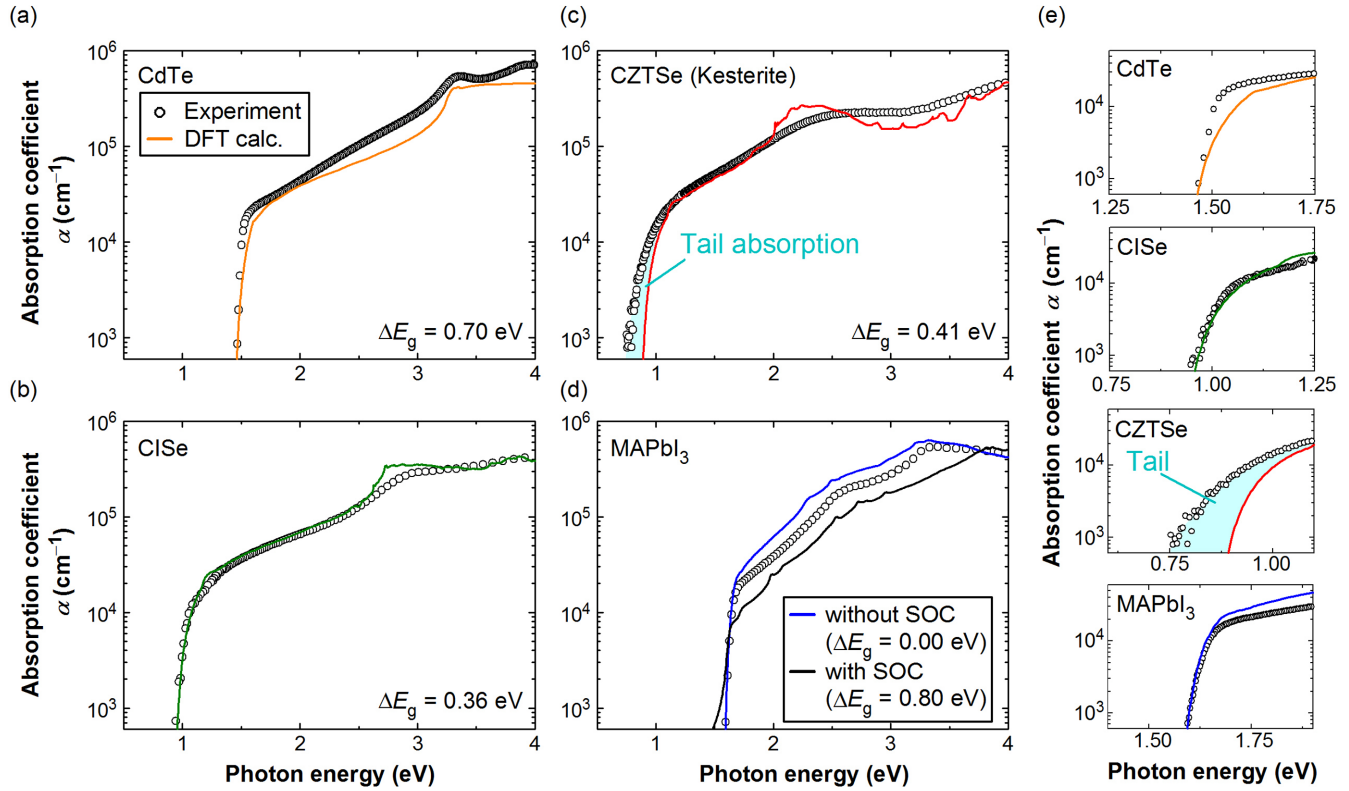 (a)
Absorption coefficient
α (cm⁻¹)
10⁶
10⁵
10⁴
10³
CdTe
Experiment
DFT calc.
ΔEg = 0.70 eV
1
2
3
4
(b)
Absorption coefficient
α (cm⁻¹)
10⁶
10⁵
10⁴
10³
CISe
ΔEg = 0.36 eV
1
2
3
4
Photon energy (eV)
(c)
10⁶
10⁵
10⁴
10³
CZTSe (Kesterite)
Tail absorption
ΔEg = 0.41 eV
1
2
3
4
(d)
10⁶
10⁵
10⁴
10³
MAPbI₃
without SOC
(ΔEg = 0.00 eV)
with SOC
(ΔEg = 0.80 eV)
1
2
3
4
Photon energy (eV)
(e)
Absorption coefficient α (cm⁻¹)
CdTe
10⁴
10³
1.25
1.50
1.75
CISe
10⁴
10³
0.75
1.00
1.25
CZTSe
Tail
10⁴
10³
0.75
1.00
MAPbI₃
10⁴
10³
1.50
1.75
Photon energy (eV)